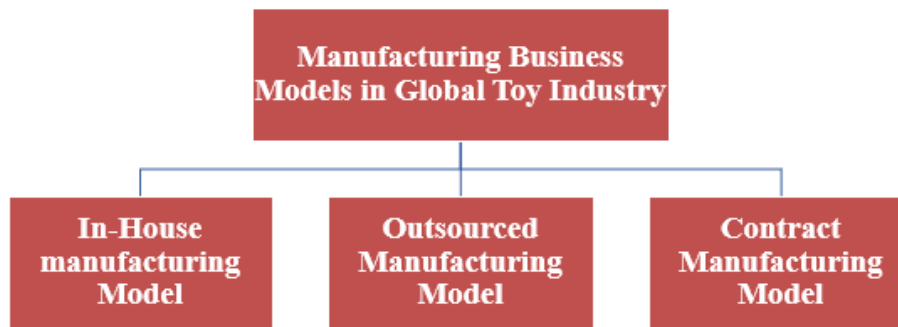 Manufacturing Business
Models in Global Toy Industry
In-House
manufacturing
Model
Outsourced
Manufacturing
Model
Contract
Manufacturing
Model